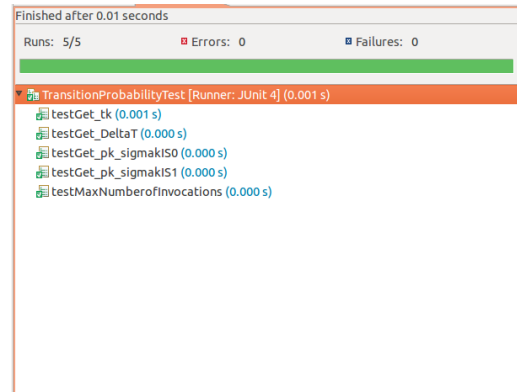 Finished after 0.01 seconds
Runs: 5/5 Errors: 0 Failures: 0
TransitionProbabilityTest [Runner: JUnit 4] (0.001 s)
testGet_tk (0.001 s)
testGet_DeltaT (0.000 s)
testGet_pk_sigmakIS0 (0.000 s)
testGet_pk_sigmakIS1 (0.000 s)
testMaxNumberofInvocations (0.000 s)